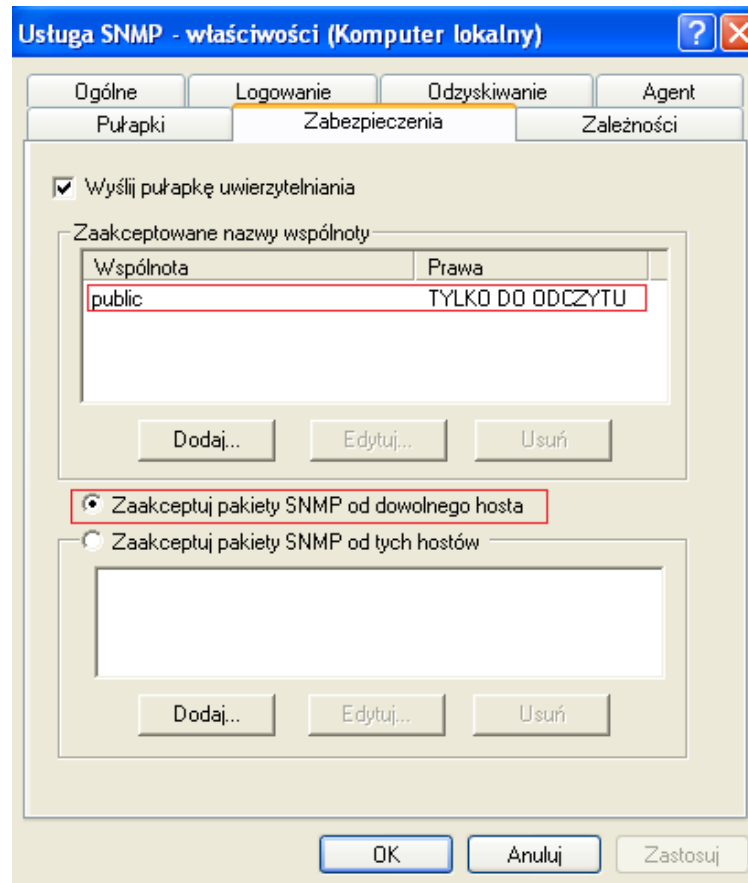 Usługa SNMP - właściwości (Komputer lokalny)
Ogólne Logowanie Odzyskiwanie Agent
Pułapki Zabezpieczenia Zależności
Wyślij pułapkę uwierzytelniania
Zaakceptowane nazwy wspólnoty
Wspólnota Prawa
public TYLKO DO ODCZYTU
Dodaj... Edytuj... Usuń
Zaakceptuj pakiety SNMP od dowolnego hosta
Zaakceptuj pakiety SNMP od tych hostów
Dodaj... Edytuj... Usuń
OK Anuluj Zastosuj